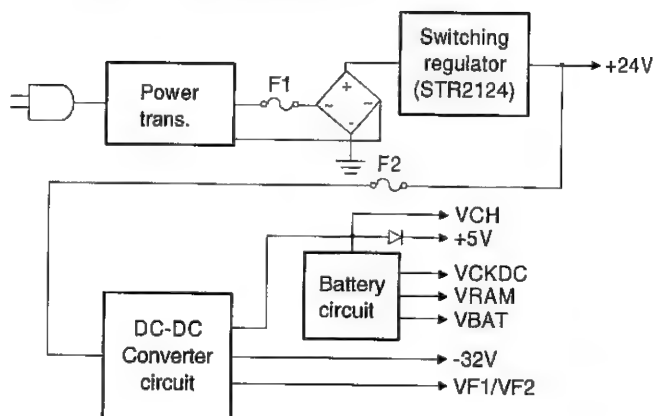 Power
trans.
F1
+
~
~
-
Switching
regulator
(STR2124)
+24V
F2
VCH
+5V
Battery
circuit
VCKDC
VRAM
VBAT
DC-DC
Converter
circuit
-32V
VF1/VF2